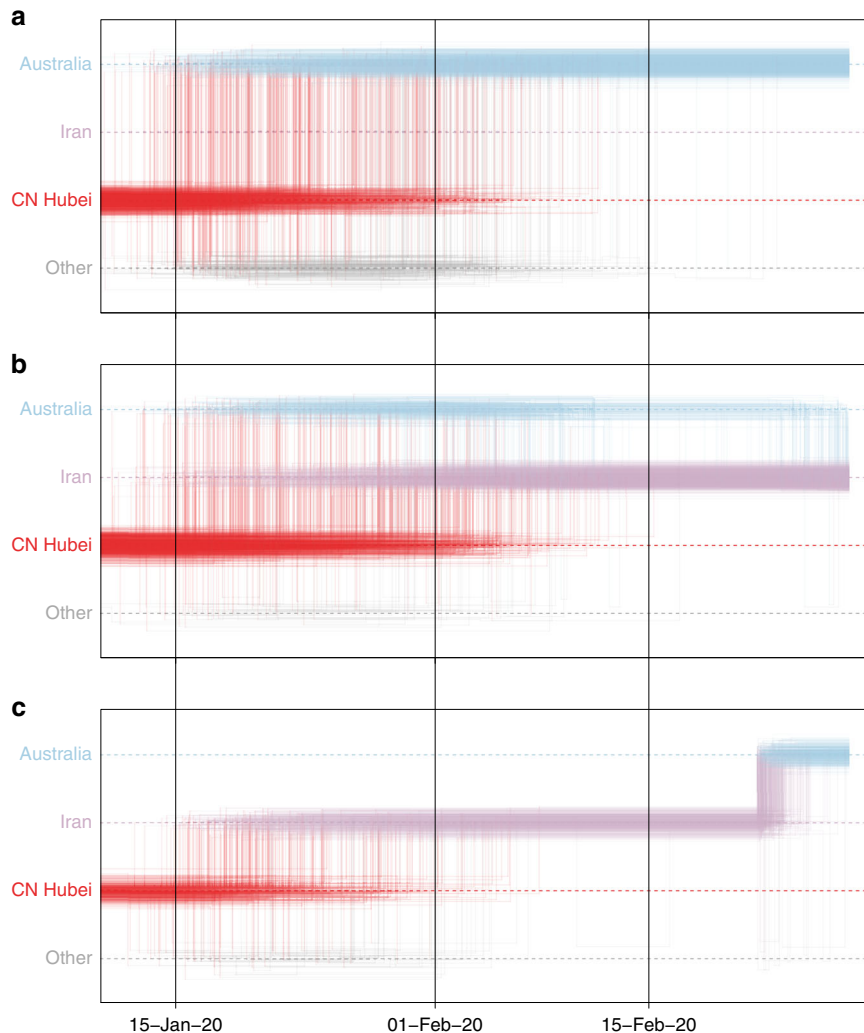 a
Australia
Iran
CN Hubei
Other
b
Australia
Iran
CN Hubei
Other
c
Australia
Iran
CN Hubei
Other
15–Jan–20 01–Feb–20 15–Feb–20